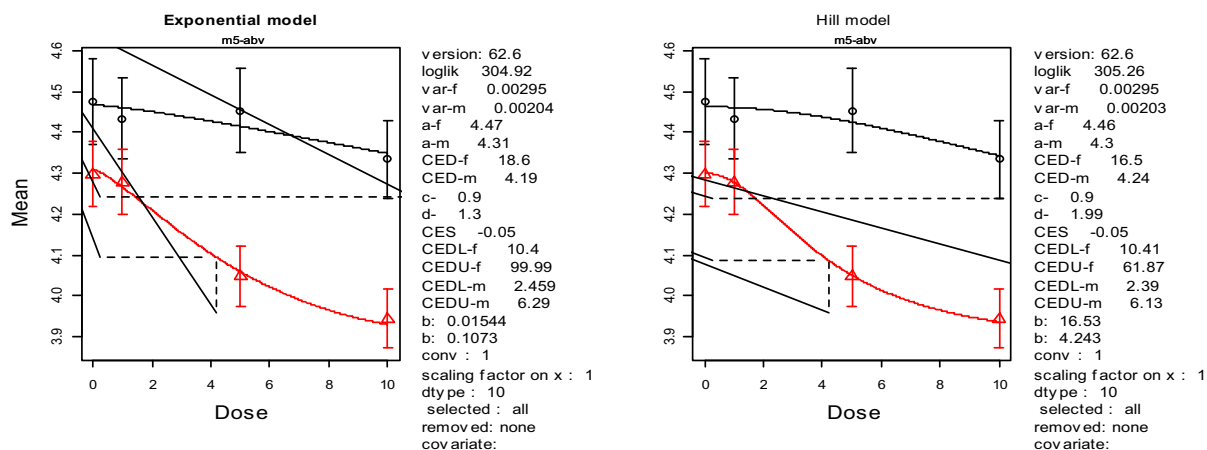 Exponential model
m5-abv
4.6
4.5
4.4
4.3
4.2
4.1
4.0
3.9
Mean
0 2 4 6 8 10
Dose
version: 62.6
loglik 304.92
var-f 0.00295
var-m 0.00204
a-f 4.47
a-m 4.31
CED-f 18.6
CED-m 4.19
c- 0.9
d- 1.3
CES -0.05
CEDL-f 10.4
CEDU-f 99.99
CEDL-m 2.459
CEDU-m 6.29
b: 0.01544
b: 0.1073
conv : 1
scaling factor on x : 1
dtype : 10
selected : all
removed: none
covariate:
Hill model
m5-abv
4.6
4.5
4.4
4.3
4.2
4.1
4.0
3.9
0 2 4 6 8 10
Dose
version: 62.6
loglik 305.26
var-f 0.00295
var-m 0.00203
a-f 4.46
a-m 4.3
CED-f 16.5
CED-m 4.24
c- 0.9
d- 1.99
CES -0.05
CEDL-f 10.41
CEDU-f 61.87
CEDL-m 2.39
CEDU-m 6.13
b: 16.53
b: 4.243
conv : 1
scaling factor on x : 1
dtype : 10
selected : all
removed: none
covariate: